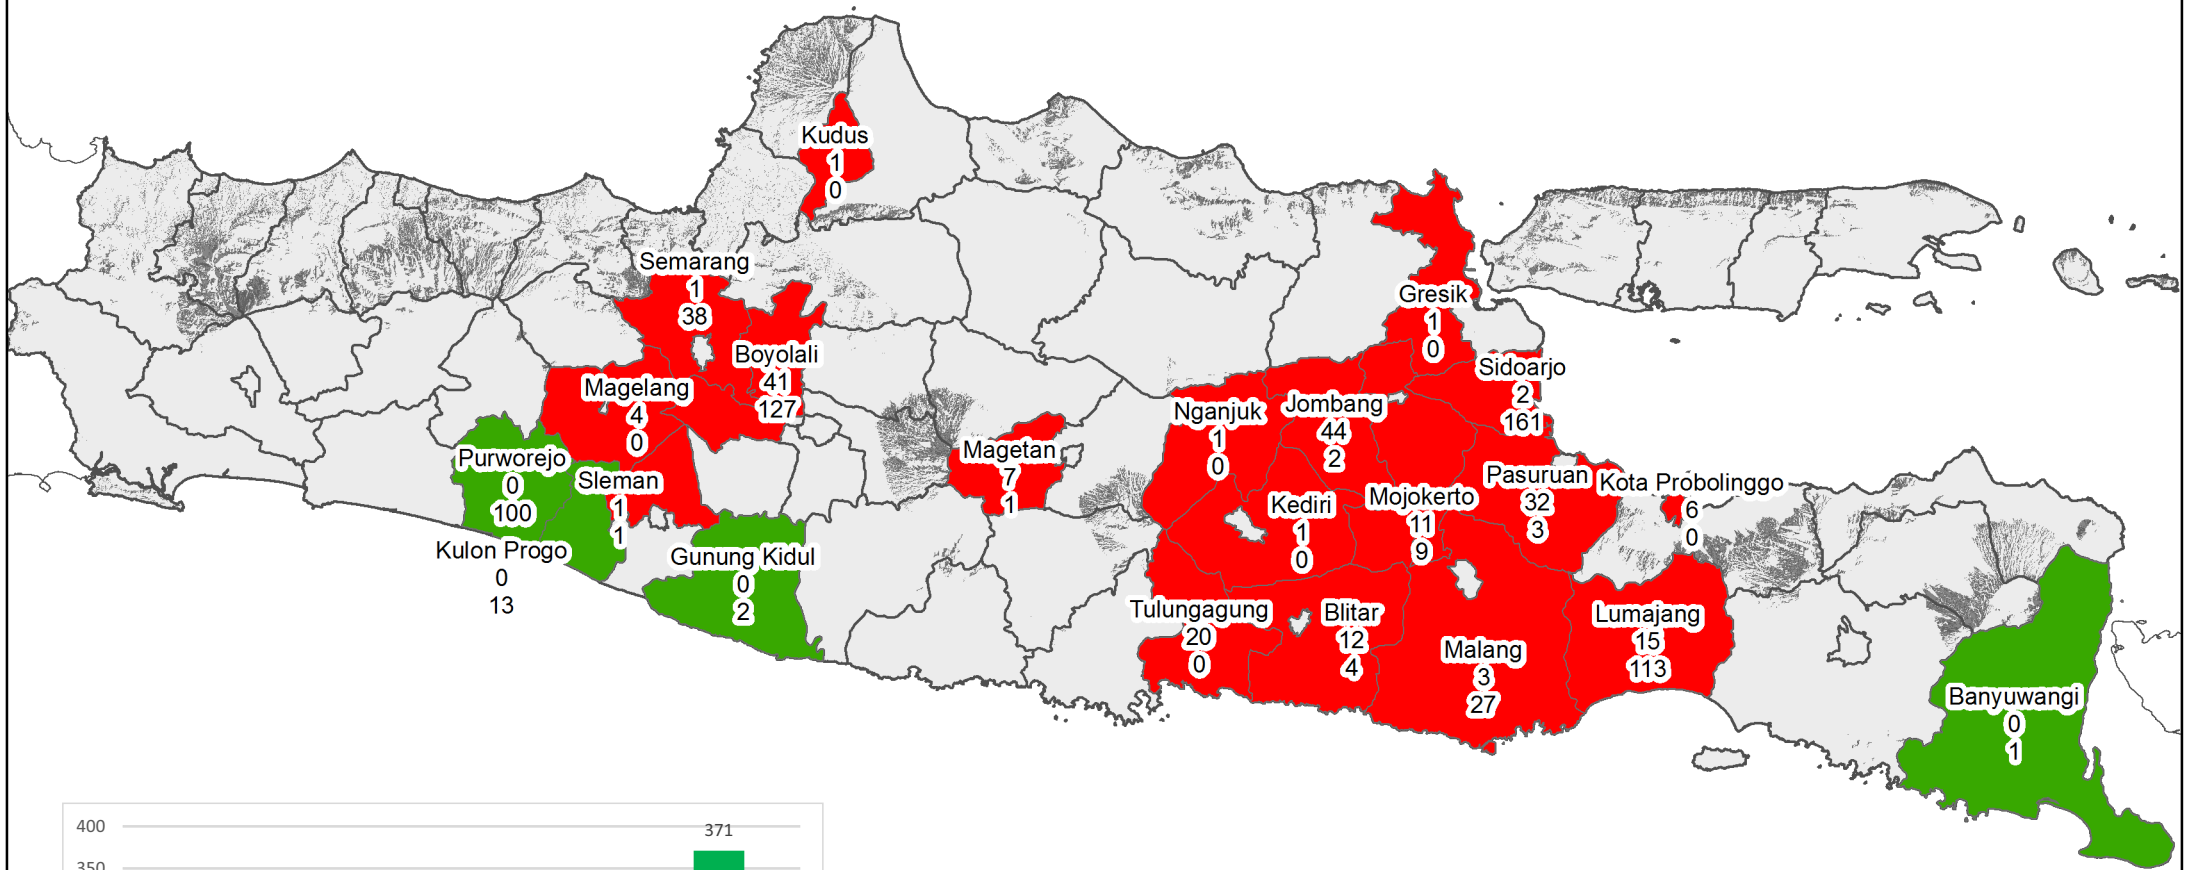 Kudus
1
0
Semarang
1
38
Gresik
1
0
Boyolali
41
127
Sidoarjo
2
161
Magelang
4
0
Nganjuk
1
0
Jombang
44
2
Magetan
7
1
Purworejo
0
100
Sleman
1
1
Pasuruan
32
3
Kota Probolinggo
6
0
Kediri
1
0
Mojokerto
11
9
Kulon Progo
0
13
Gunung Kidul
0
2
Tulungagung
20
0
Blitar
12
4
Lumajang
15
113
Malang
3
27
Banyuwangi
0
1
400
371
350